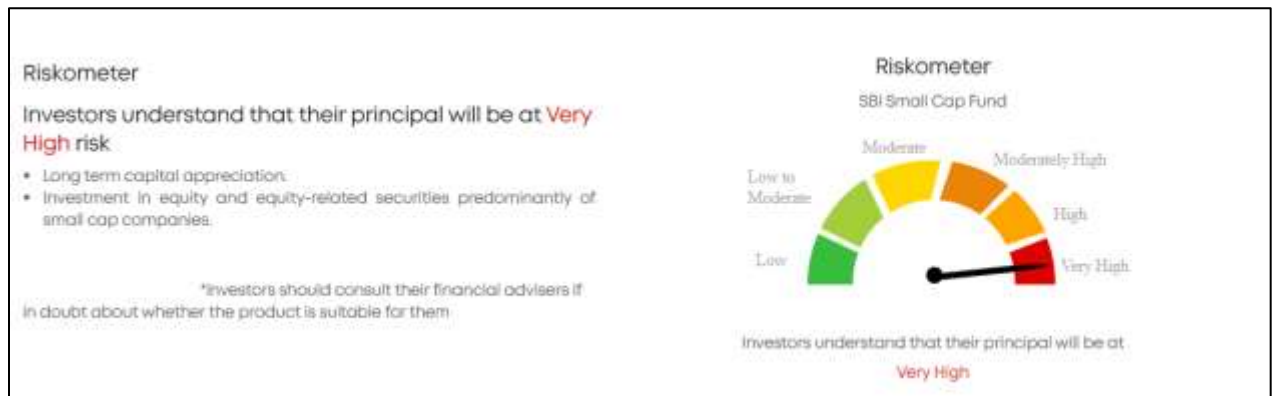 Riskometer
Investors understand that their principal will be at Very
High risk
• Long term capital appreciation.
• Investment in equity and equity-related securities predominantly of
small cap companies.
*Investors should consult their financial advisers if
in doubt about whether the product is suitable for them
Riskometer
SBI Small Cap Fund
Moderate
Moderately High
Low to
Moderate
High
Low
Very High
Investors understand that their principal will be at
Very High